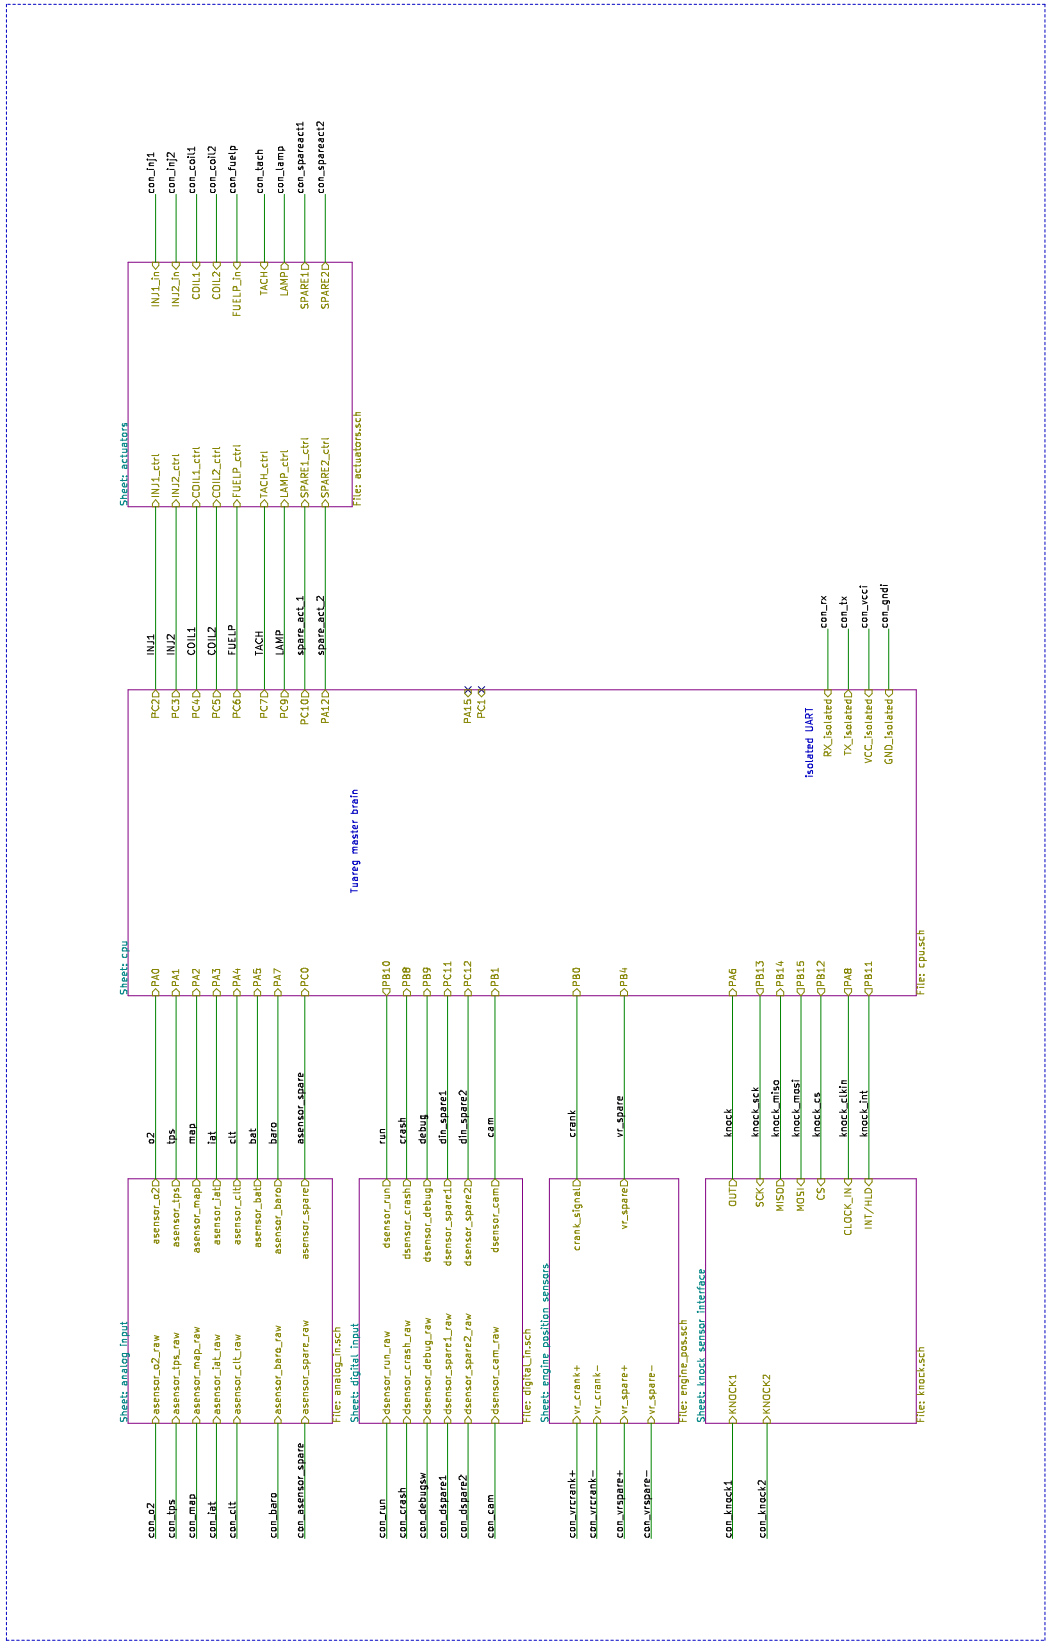 con_inj1
con_inj2
con_coil1
con_coil2
con_fuelp
con_tach
con_lamp
con_spareact1
con_spareact2
INJ1_in
INJ2_in
COIL1
COIL2
FUELP_in
TACH
LAMP
SPARE1
SPARE2
Sheet: actuators
INJ1_ctrl
INJ2_ctrl
COIL1_ctrl
COIL2_ctrl
FUELP_ctrl
TACH_ctrl
LAMP_ctrl
SPARE1_ctrl
SPARE2_ctrl
File: actuators.sch
INJ1
INJ2
COIL1
COIL2
FUELP
TACH
LAMP
spare_act_1
spare_act_2
con_rx
con_tx
con_vcci
con_gndi
PC2
PC3
PC4
PC5
PC6
PC7
PC9
PC10
PA12
PA15
PC1
isolated UART
RX_isolated
TX_isolated
VCC_isolated
GND_isolated
Tuareg master brain
Sheet: cpu
PA0
PA1
PA2
PA3
PA4
PA5
PA7
PC0
PB10
PB8
PB9
PC11
PC12
PB1
PB0
PB4
PA6
PB13
PB14
PB15
PB12
PA8
PB11
File: cpu.sch
o2
tps
map
iat
clt
bat
baro
asensor_spare
run
crash
debug
din_spare1
din_spare2
cam
crank
vr_spare
knock
knock_sck
knock_miso
knock_mosi
knock_cs
knock_clkin
knock_int
asensor_o2
asensor_tps
asensor_map
asensor_iat
asensor_clt
asensor_bat
asensor_baro
asensor_spare
dsensor_run
dsensor_crash
dsensor_debug
dsensor_spare1
dsensor_spare2
dsensor_cam
crank_signal
vr_spare
OUT
SCK
MISO
MOSI
CS
CLOCK_IN
INT/HLD
Sheet: analog input
asensor_o2_raw
asensor_tps_raw
asensor_map_raw
asensor_iat_raw
asensor_clt_raw
asensor_baro_raw
asensor_spare_raw
File: analog_in.sch
Sheet: digital input
dsensor_run_raw
dsensor_crash_raw
dsensor_debug_raw
dsensor_spare1_raw
dsensor_spare2_raw
dsensor_cam_raw
File: digital_in.sch
Sheet: engine position sensors
vr_crank+
vr_crank-
vr_spare+
vr_spare-
File: engine_pos.sch
Sheet: knock sensor interface
KNOCK1
KNOCK2
File: knock.sch
con_o2
con_tps
con_map
con_iat
con_clt
con_baro
con_asensor_spare
con_run
con_crash
con_debugsw
con_dspare1
con_dspare2
con_cam
con_vrcrank+
con_vrcrank-
con_vrspare+
con_vrspare-
con_knock1
con_knock2